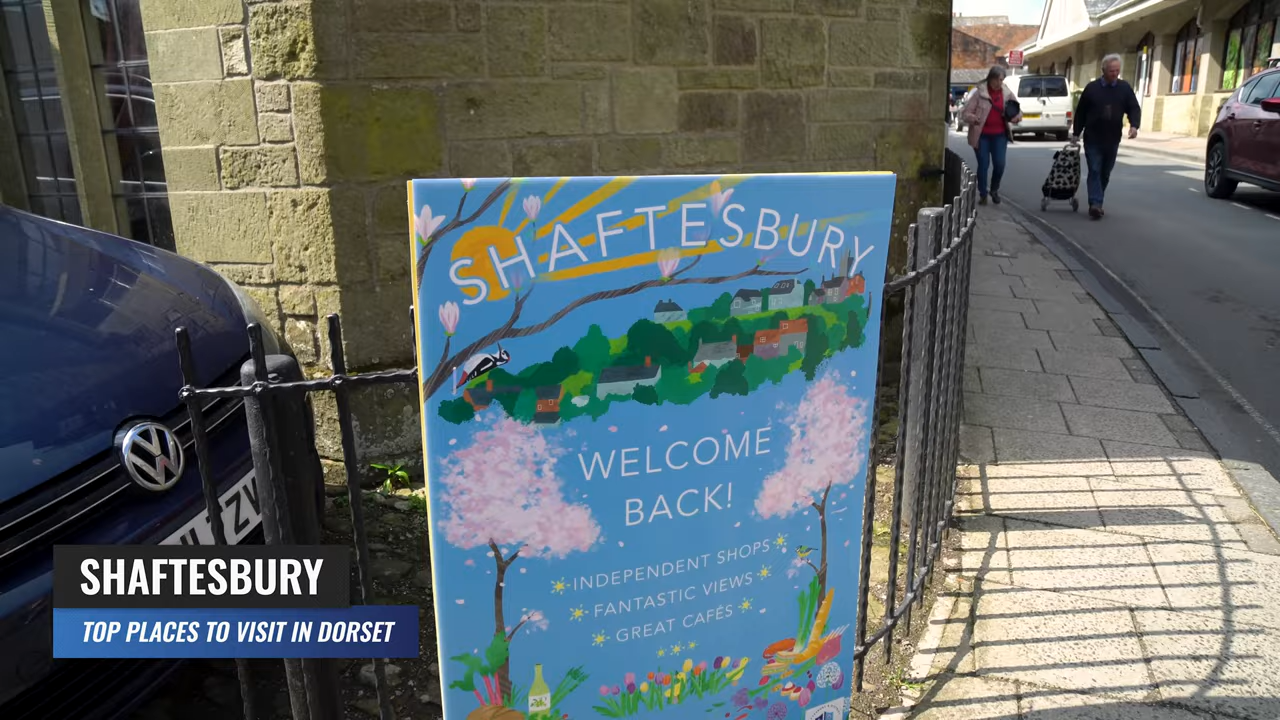 SHAFTESBURY
WELCOME
BACK!
INDEPENDENT SHOPS
FANTASTIC VIEWS
GREAT CAFÉS
SHAFTESBURY
TOP PLACES TO VISIT IN DORSET